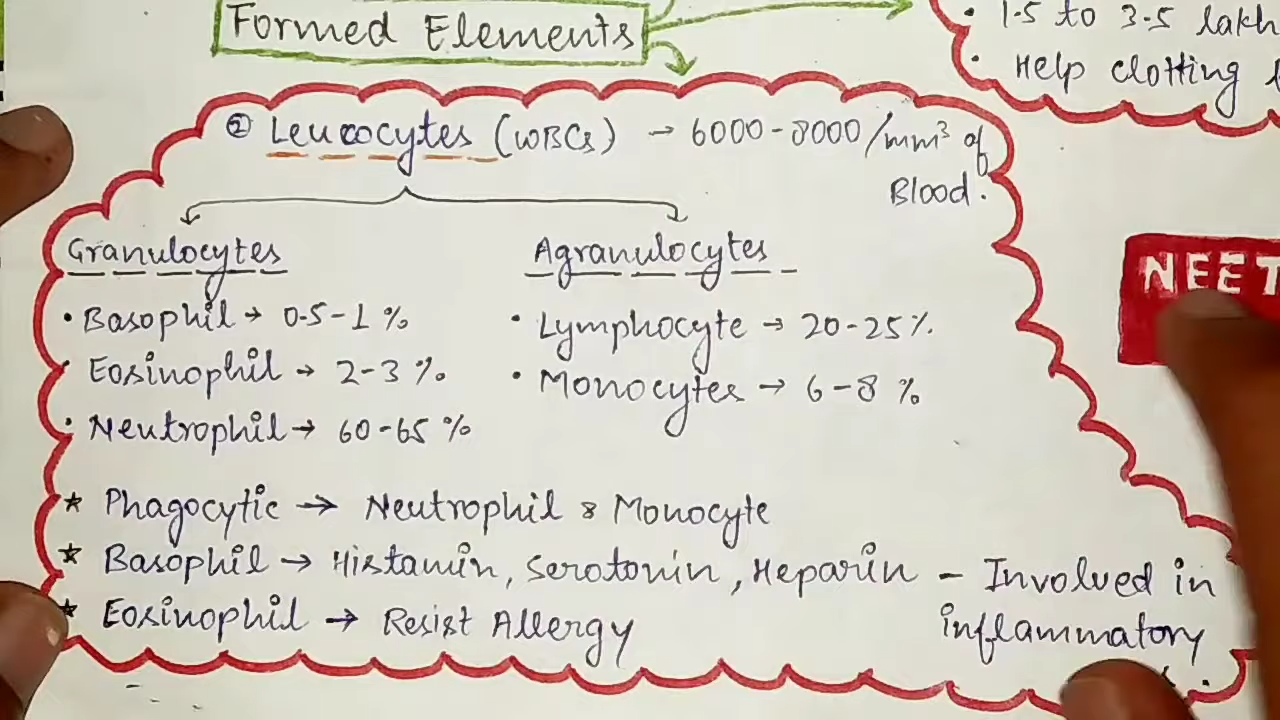 Formed Elements
• 1.5 to 3.5 lakh
• Help clotting
② Leucocytes (WBCs) → 6000-8000/mm³ of
Blood.
Granulocytes
• Basophil → 0.5-1 %
Eosinophil → 2-3 %
• Neutrophil → 60-65 %
Agranulocytes
• Lymphocyte → 20-25 %.
• Monocytes → 6-8 %
★ Phagocytic → Neutrophil & Monocyte
★ Basophil → Histamin, Serotonin, Heparin - Involved in
inflammatory
★ Eosinophil → Resist Allergy
NEET